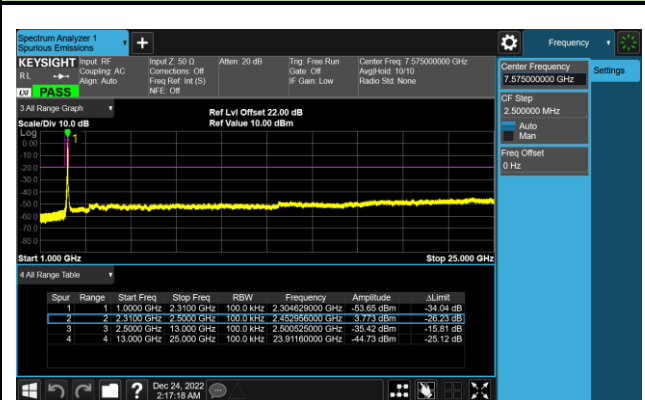 Spectrum Analyzer 1
Spurious Emissions
+
Frequency
KEYSIGHT Input: RF Input Z: 50 Ω Atten: 20 dB Trig: Free Run Center Freq: 7.575000000 GHz
RL Coupling: AC Corrections: Off Gate: Off Avg|Hold: 10/10
Align: Auto Freq Ref: Int (S) IF Gain: Low Radio Std: None
NFE: Off
LXI PASS
Center Frequency
7.575000000 GHz
Settings
CF Step
2.500000 MHz
Auto
Man
Freq Offset
0 Hz
3 All Range Graph
Ref Lvl Offset 22.00 dB
Scale/Div 10.0 dB Ref Value 10.00 dBm
Log
1
0.00
-10.0
-20.0
-30.0
-40.0
-50.0
-60.0
-70.0
-80.0
Start 1.000 GHz Stop 25.000 GHz
4 All Range Table
Spur Range Start Freq Stop Freq RBW Frequency Amplitude ΔLimit
1 1 1.0000 GHz 2.3100 GHz 100.0 kHz 2.304629000 GHz -53.65 dBm -34.04 dB
2 2 2.3100 GHz 2.5000 GHz 100.0 kHz 2.452956000 GHz 3.773 dBm -26.23 dB
3 3 2.5000 GHz 13.000 GHz 100.0 kHz 2.500525000 GHz -35.42 dBm -15.81 dB
4 4 13.000 GHz 25.000 GHz 100.0 kHz 23.91160000 GHz -44.73 dBm -25.12 dB
? Dec 24, 2022
2:17:18 AM